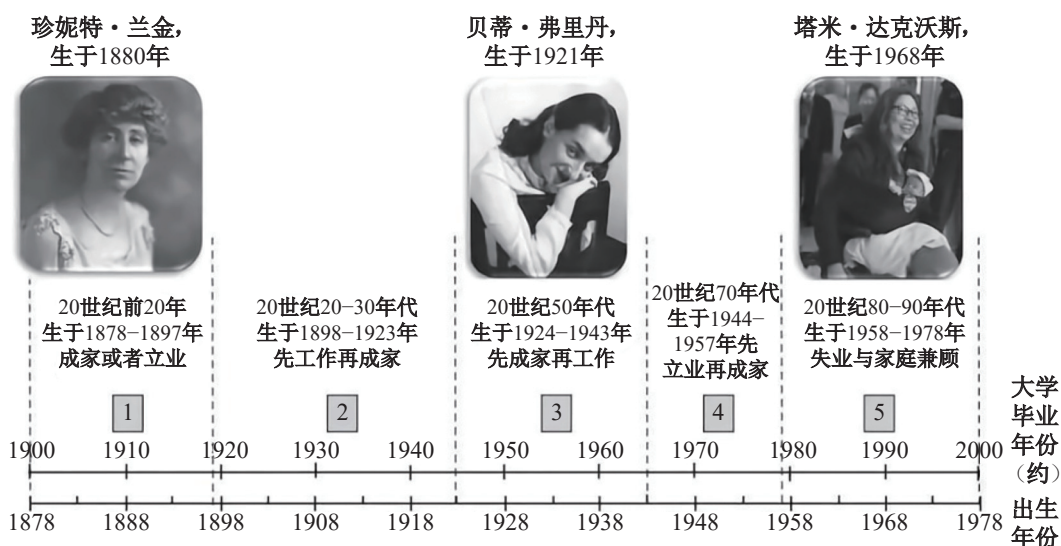 珍妮特·兰金，
生于1880年
贝蒂·弗里丹，
生于1921年
塔米·达克沃斯，
生于1968年
20世纪前20年
生于1878-1897年
成家或者立业
20世纪20-30年代
生于1898-1923年
先工作再成家
20世纪50年代
生于1924-1943年
先成家再工作
20世纪70年代
生于1944-
1957年先
立业再成家
20世纪80-90年代
生于1958-1978年
失业与家庭兼顾
1
2
3
4
5
1900 1910 1920 1930 1940 1950 1960 1970 1980 1990 2000
大学
毕业
年份
（约）
1878 1888 1898 1908 1918 1928 1938 1948 1958 1968 1978
出生
年份